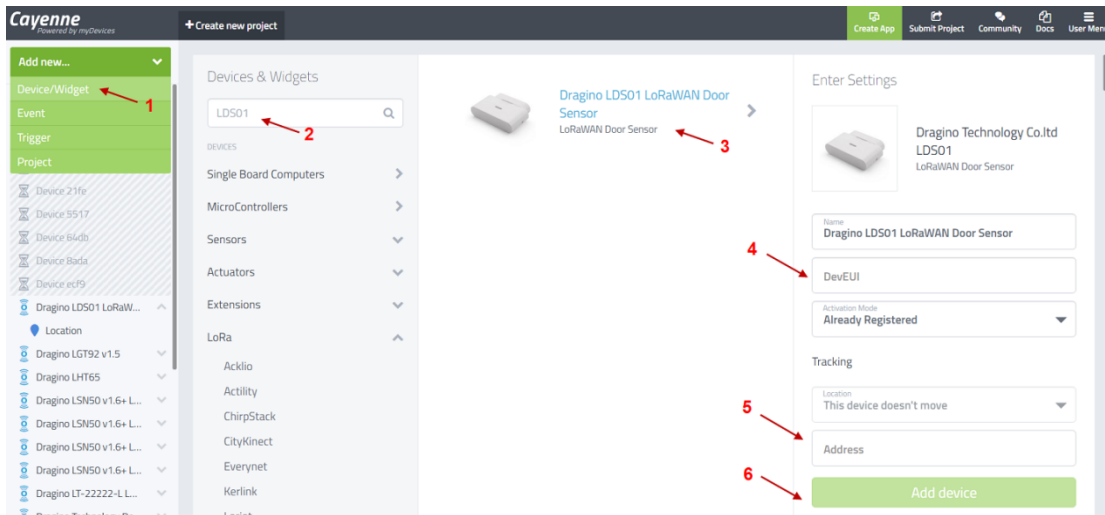 Cayenne
Powered by myDevices
+ Create new project
Create App
Submit Project
Community
Docs
User Men
Add new...
Device/Widget
1
Event
Trigger
Project
Device 21fe
Device 5517
Device 64db
Device 8ada
Device ecf9
Dragino LDS01 LoRaW...
Location
Dragino LGT92 v1.5
Dragino LHT65
Dragino LSN50 v1.6+ L...
Dragino LSN50 v1.6+ L...
Dragino LSN50 v1.6+ L...
Dragino LSN50 v1.6+ L...
Dragino LT-22222-L L...
Devices & Widgets
LDS01
2
DEVICES
Single Board Computers
MicroControllers
Sensors
Actuators
Extensions
LoRa
Acklio
Actility
ChirpStack
CityKinect
Everynet
Kerlink
Dragino LDS01 LoRaWAN Door
Sensor
LoRaWAN Door Sensor
3
Enter Settings
Dragino Technology Co.ltd
LDS01
LoRaWAN Door Sensor
Name
Dragino LDS01 LoRaWAN Door Sensor
4
DevEUI
Activation Mode
Already Registered
Tracking
Location
This device doesn't move
5
Address
6
Add device